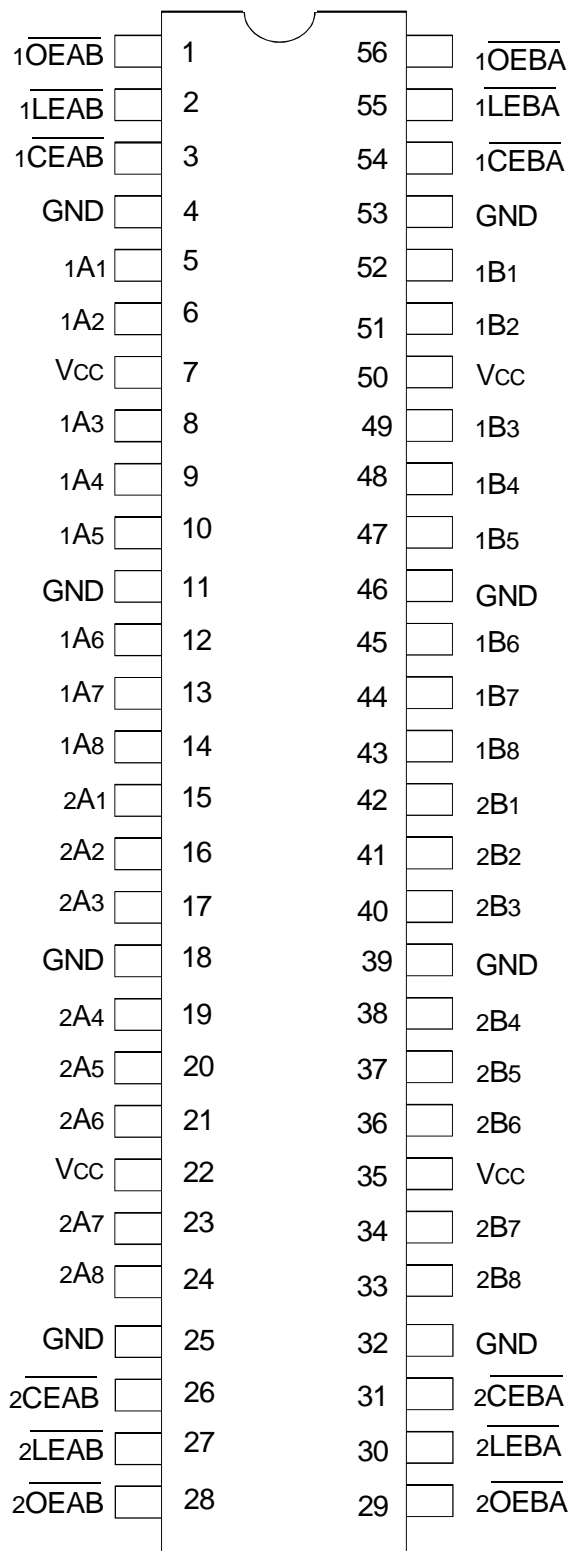 1OEAB 1 56 1OEBA
1LEAB 2 55 1LEBA
1CEAB 3 54 1CEBA
GND 4 53 GND
1A1 5 52 1B1
1A2 6 51 1B2
VCC 7 50 VCC
1A3 8 49 1B3
1A4 9 48 1B4
1A5 10 47 1B5
GND 11 46 GND
1A6 12 45 1B6
1A7 13 44 1B7
1A8 14 43 1B8
2A1 15 42 2B1
2A2 16 41 2B2
2A3 17 40 2B3
GND 18 39 GND
2A4 19 38 2B4
2A5 20 37 2B5
2A6 21 36 2B6
VCC 22 35 VCC
2A7 23 34 2B7
2A8 24 33 2B8
GND 25 32 GND
2CEAB 26 31 2CEBA
2LEAB 27 30 2LEBA
2OEAB 28 29 2OEBA